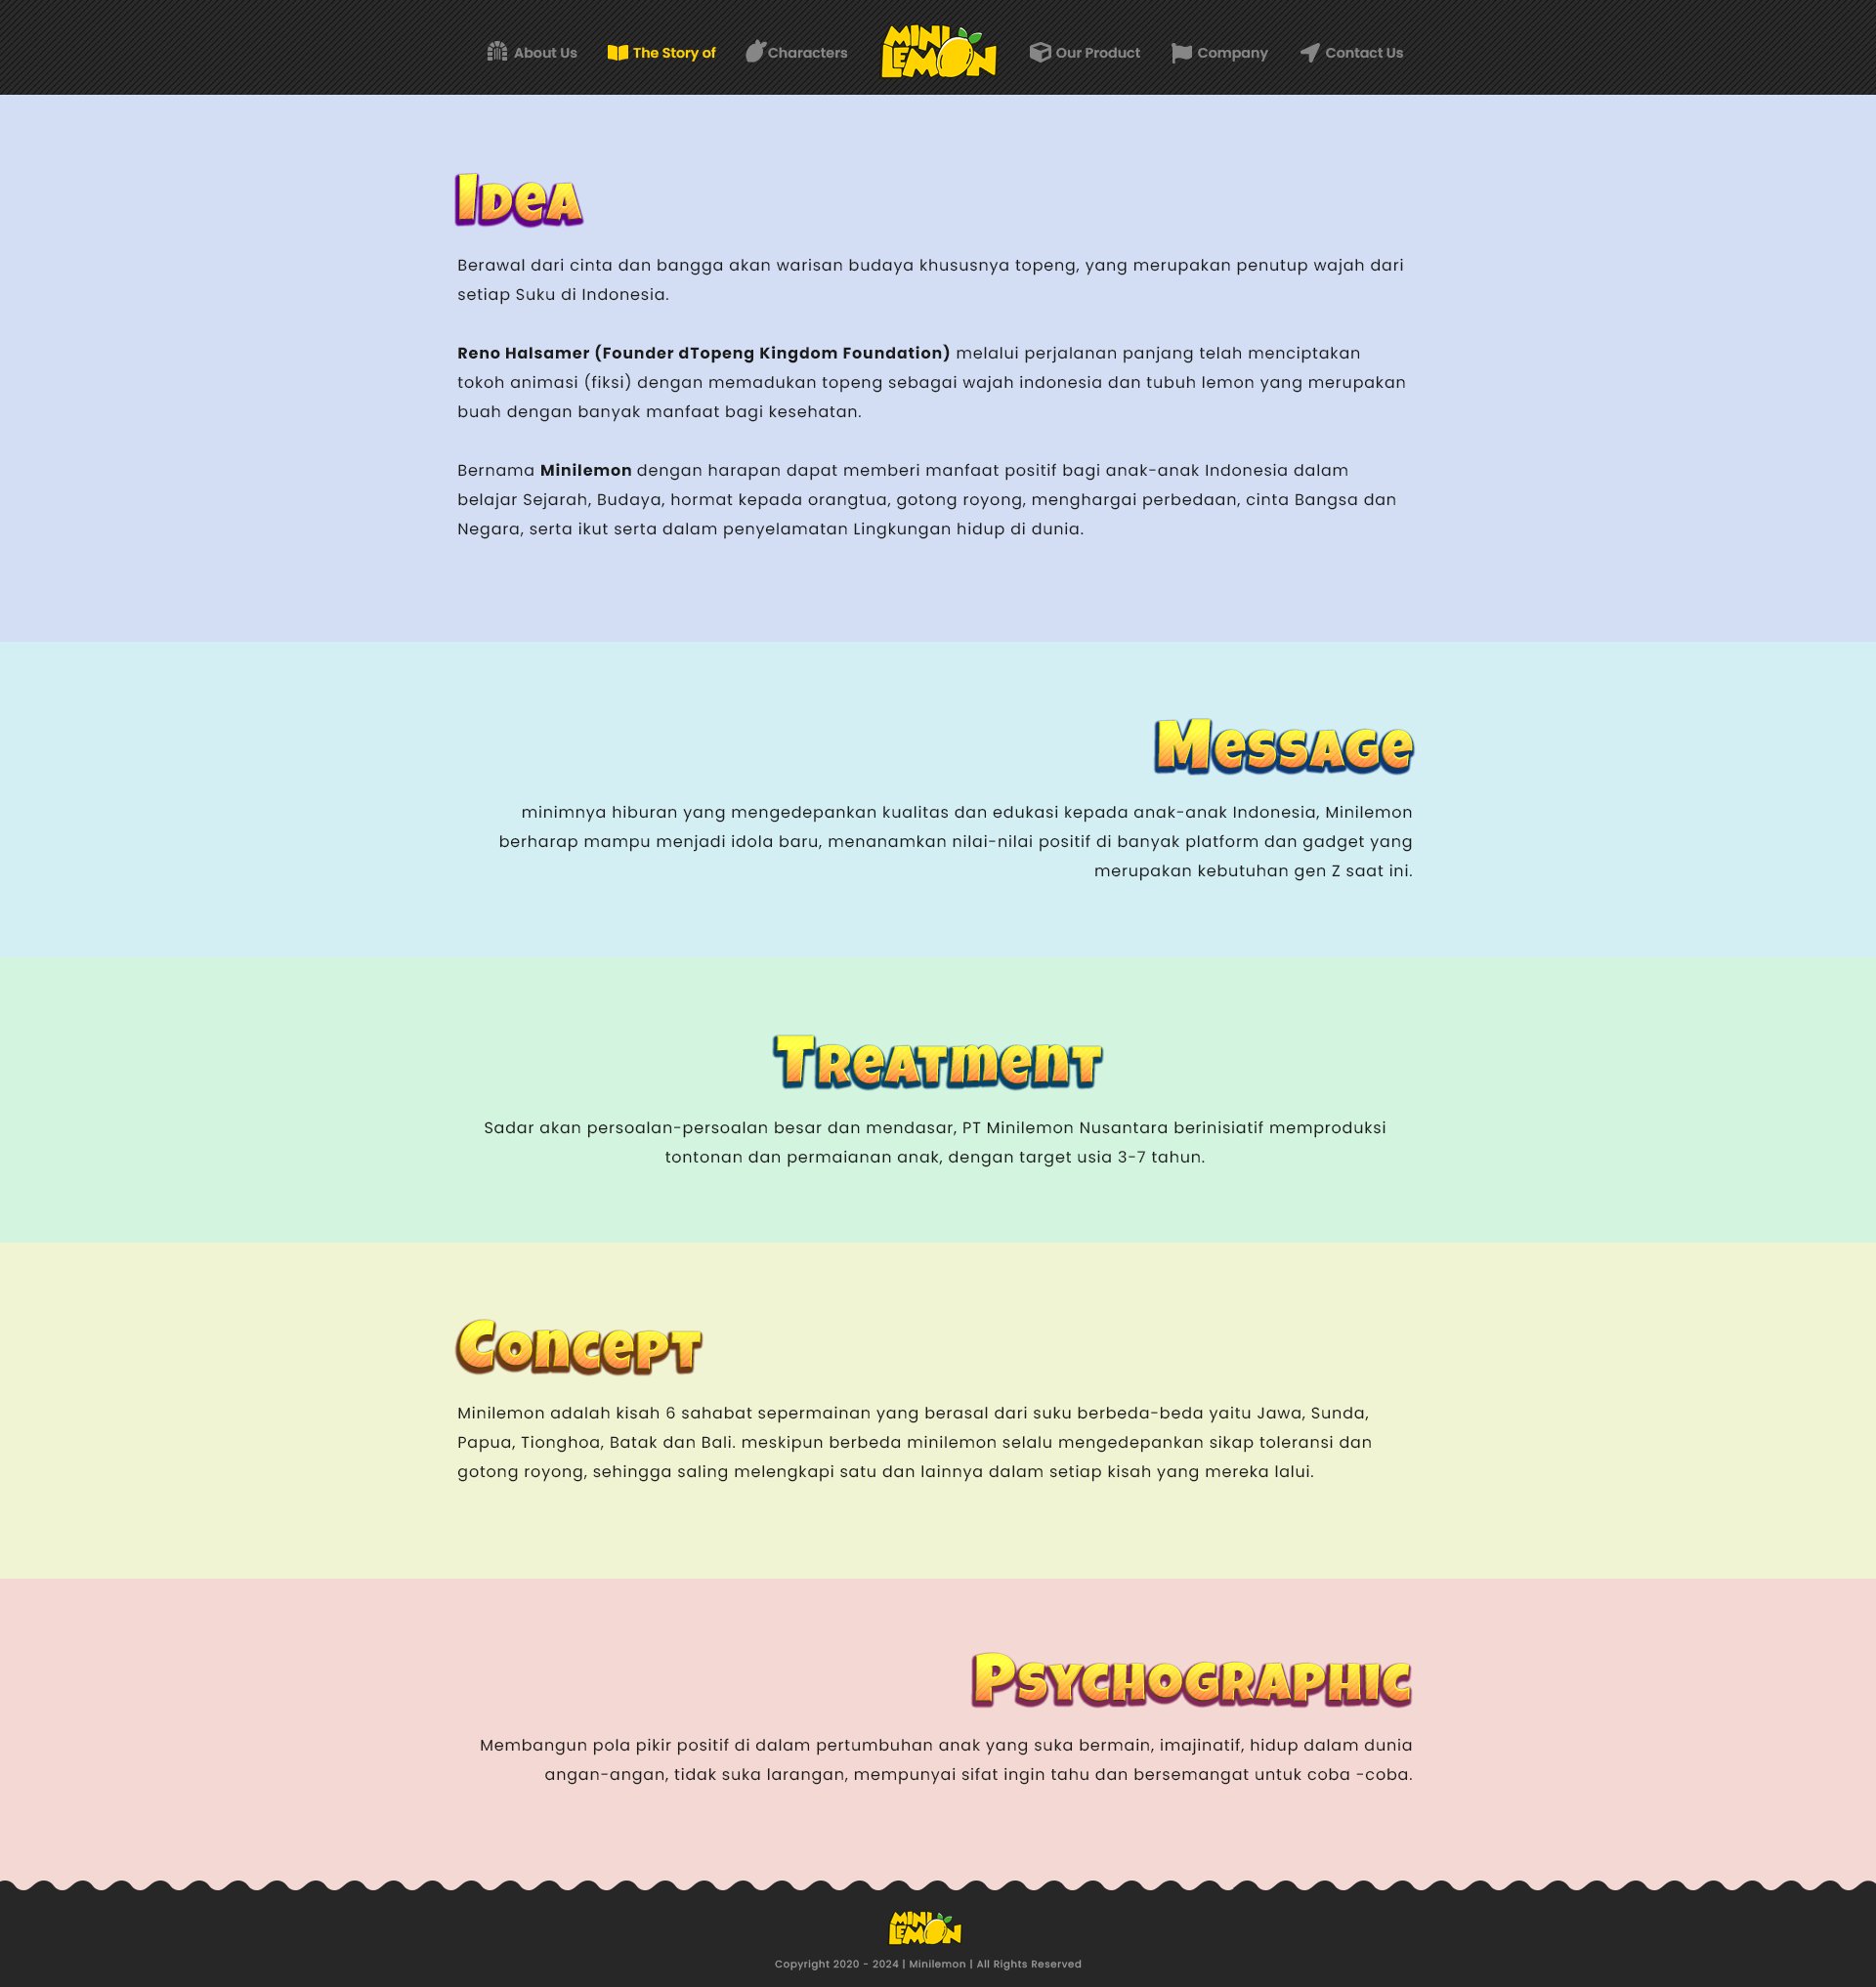 About Us The Story of Characters MINI LEMON Our Product Company Contact Us
Idea
Berawal dari cinta dan bangga akan warisan budaya khususnya topeng, yang merupakan penutup wajah dari
setiap Suku di Indonesia.
Reno Halsamer (Founder dTopeng Kingdom Foundation) melalui perjalanan panjang telah menciptakan
tokoh animasi (fiksi) dengan memadukan topeng sebagai wajah indonesia dan tubuh lemon yang merupakan
buah dengan banyak manfaat bagi kesehatan.
Bernama Minilemon dengan harapan dapat memberi manfaat positif bagi anak-anak Indonesia dalam
belajar Sejarah, Budaya, hormat kepada orangtua, gotong royong, menghargai perbedaan, cinta Bangsa dan
Negara, serta ikut serta dalam penyelamatan Lingkungan hidup di dunia.
Message
minimnya hiburan yang mengedepankan kualitas dan edukasi kepada anak-anak Indonesia, Minilemon
berharap mampu menjadi idola baru, menanamkan nilai-nilai positif di banyak platform dan gadget yang
merupakan kebutuhan gen Z saat ini.
Treatment
Sadar akan persoalan-persoalan besar dan mendasar, PT Minilemon Nusantara berinisiatif memproduksi
tontonan dan permaianan anak, dengan target usia 3-7 tahun.
Concept
Minilemon adalah kisah 6 sahabat sepermainan yang berasal dari suku berbeda-beda yaitu Jawa, Sunda,
Papua, Tionghoa, Batak dan Bali. meskipun berbeda minilemon selalu mengedepankan sikap toleransi dan
gotong royong, sehingga saling melengkapi satu dan lainnya dalam setiap kisah yang mereka lalui.
Psychographic
Membangun pola pikir positif di dalam pertumbuhan anak yang suka bermain, imajinatif, hidup dalam dunia
angan-angan, tidak suka larangan, mempunyai sifat ingin tahu dan bersemangat untuk coba -coba.
MINI LEMON
Copyright 2020 - 2024 | Minilemon | All Rights Reserved